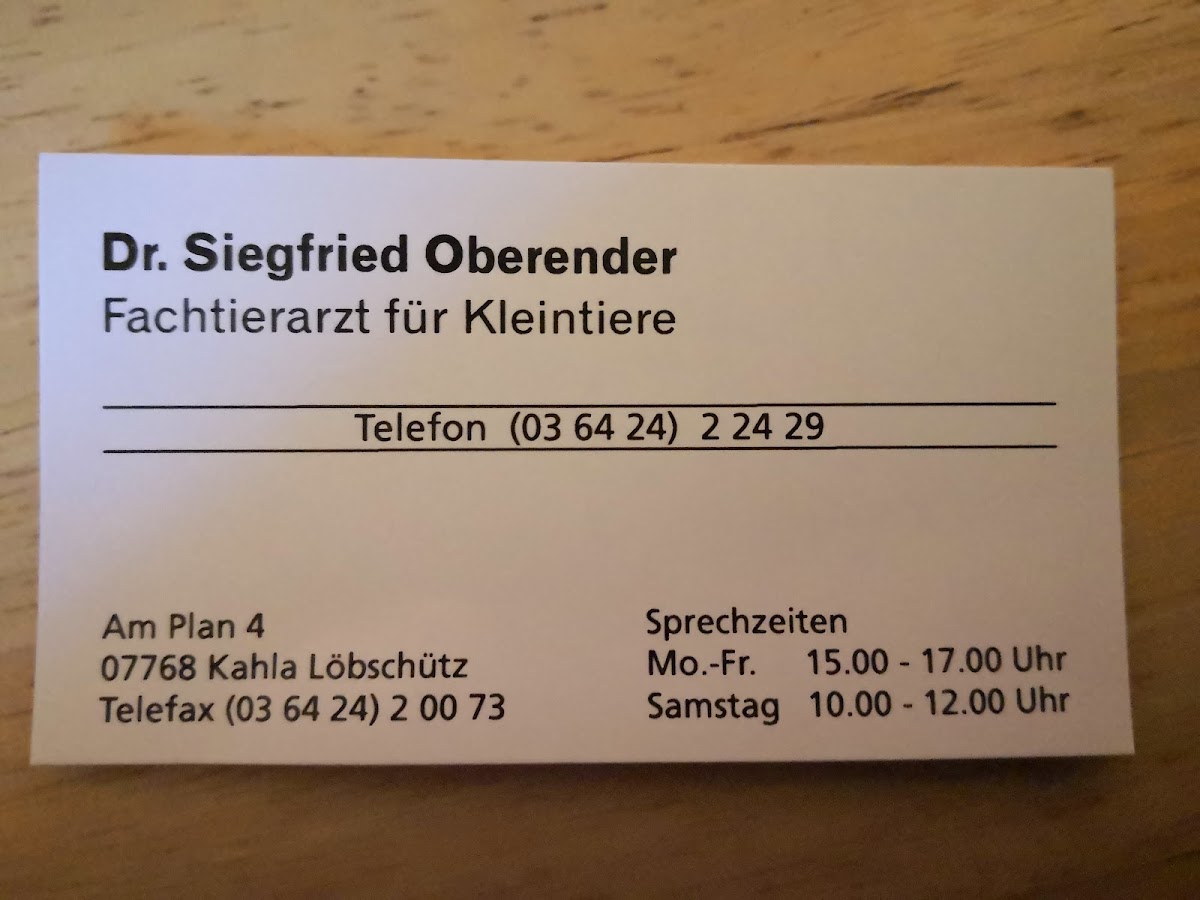 Dr. Siegfried Oberender
Fachtierarzt für Kleintiere
Telefon (03 64 24) 2 24 29
Am Plan 4
07768 Kahla Löbschütz
Telefax (03 64 24) 2 00 73
Sprechzeiten
Mo.-Fr. 15.00 - 17.00 Uhr
Samstag 10.00 - 12.00 Uhr